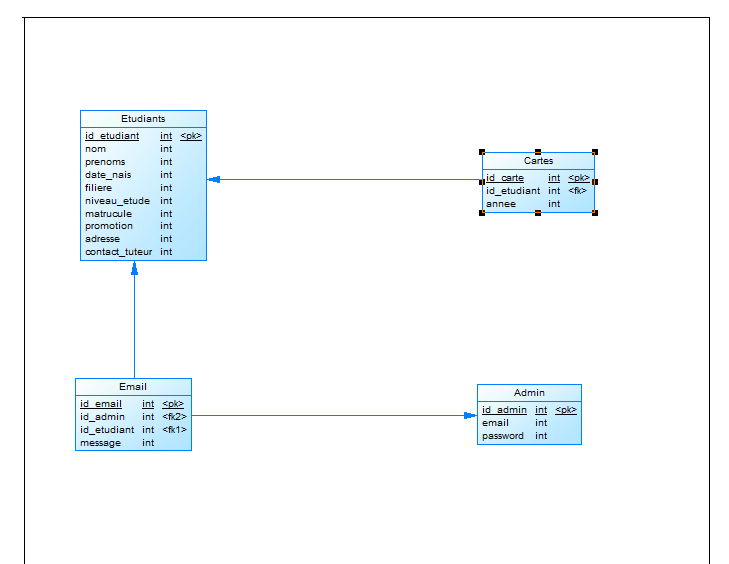 Etudiants
id_etudiant int <pk>
nom int
prenoms int
date_nais int
filiere int
niveau_etude int
matrucule int
promotion int
adresse int
contact_tuteur int
Cartes
id_carte int <pk>
id_etudiant int <fk>
annee int
Email
id_email int <pk>
id_admin int <fk2>
id_etudiant int <fk1>
message int
Admin
id_admin int <pk>
email int
password int